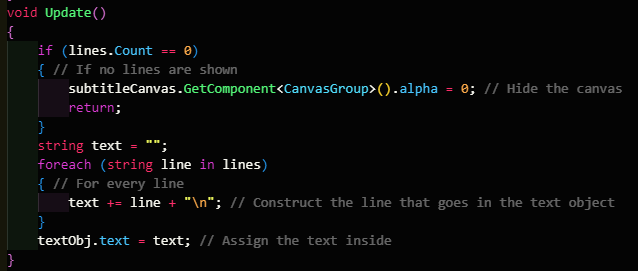 void Update()
{
    if (lines.Count == 0)
    { // If no lines are shown
        subtitleCanvas.GetComponent<CanvasGroup>().alpha = 0; // Hide the canvas
        return;
    }
    string text = "";
    foreach (string line in lines)
    { // For every line
        text += line + "\n"; // Construct the line that goes in the text object
    }
    textObj.text = text; // Assign the text inside
}